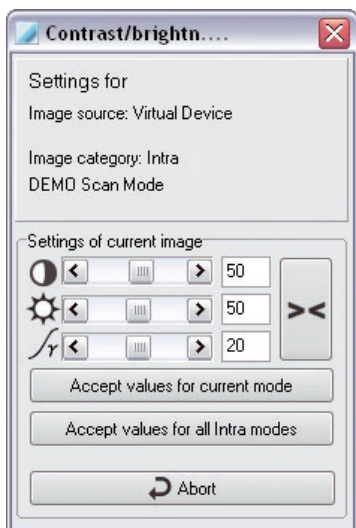 Contrast/brightn....
Settings for
Image source: Virtual Device
Image category: Intra
DEMO Scan Mode
Settings of current image
50
50
20
Accept values for current mode
Accept values for all Intra modes
Abort